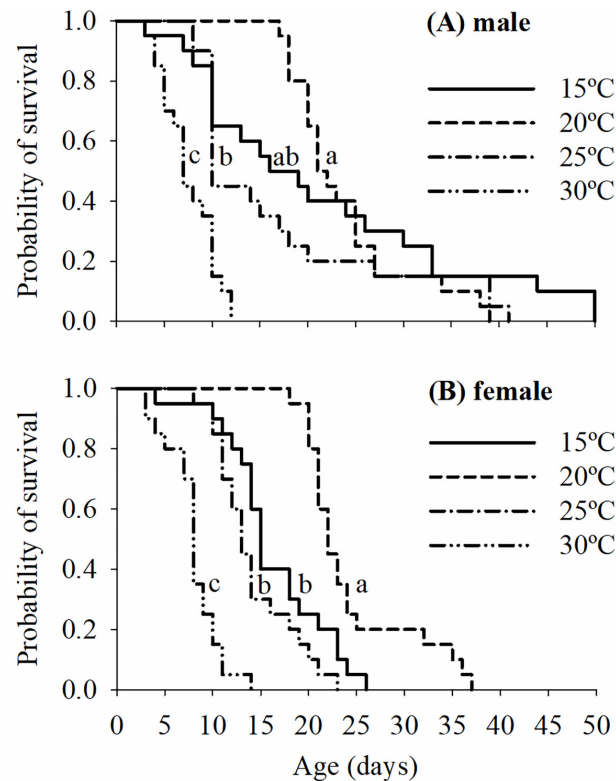 (A) male
1.0
0.8
0.6
0.4
0.2
0.0
Probability of survival
15ºC
20ºC
25ºC
30ºC
c b ab a
(B) female
1.0
0.8
0.6
0.4
0.2
0.0
Probability of survival
15ºC
20ºC
25ºC
30ºC
c b b a
0 5 10 15 20 25 30 35 40 45 50
Age (days)